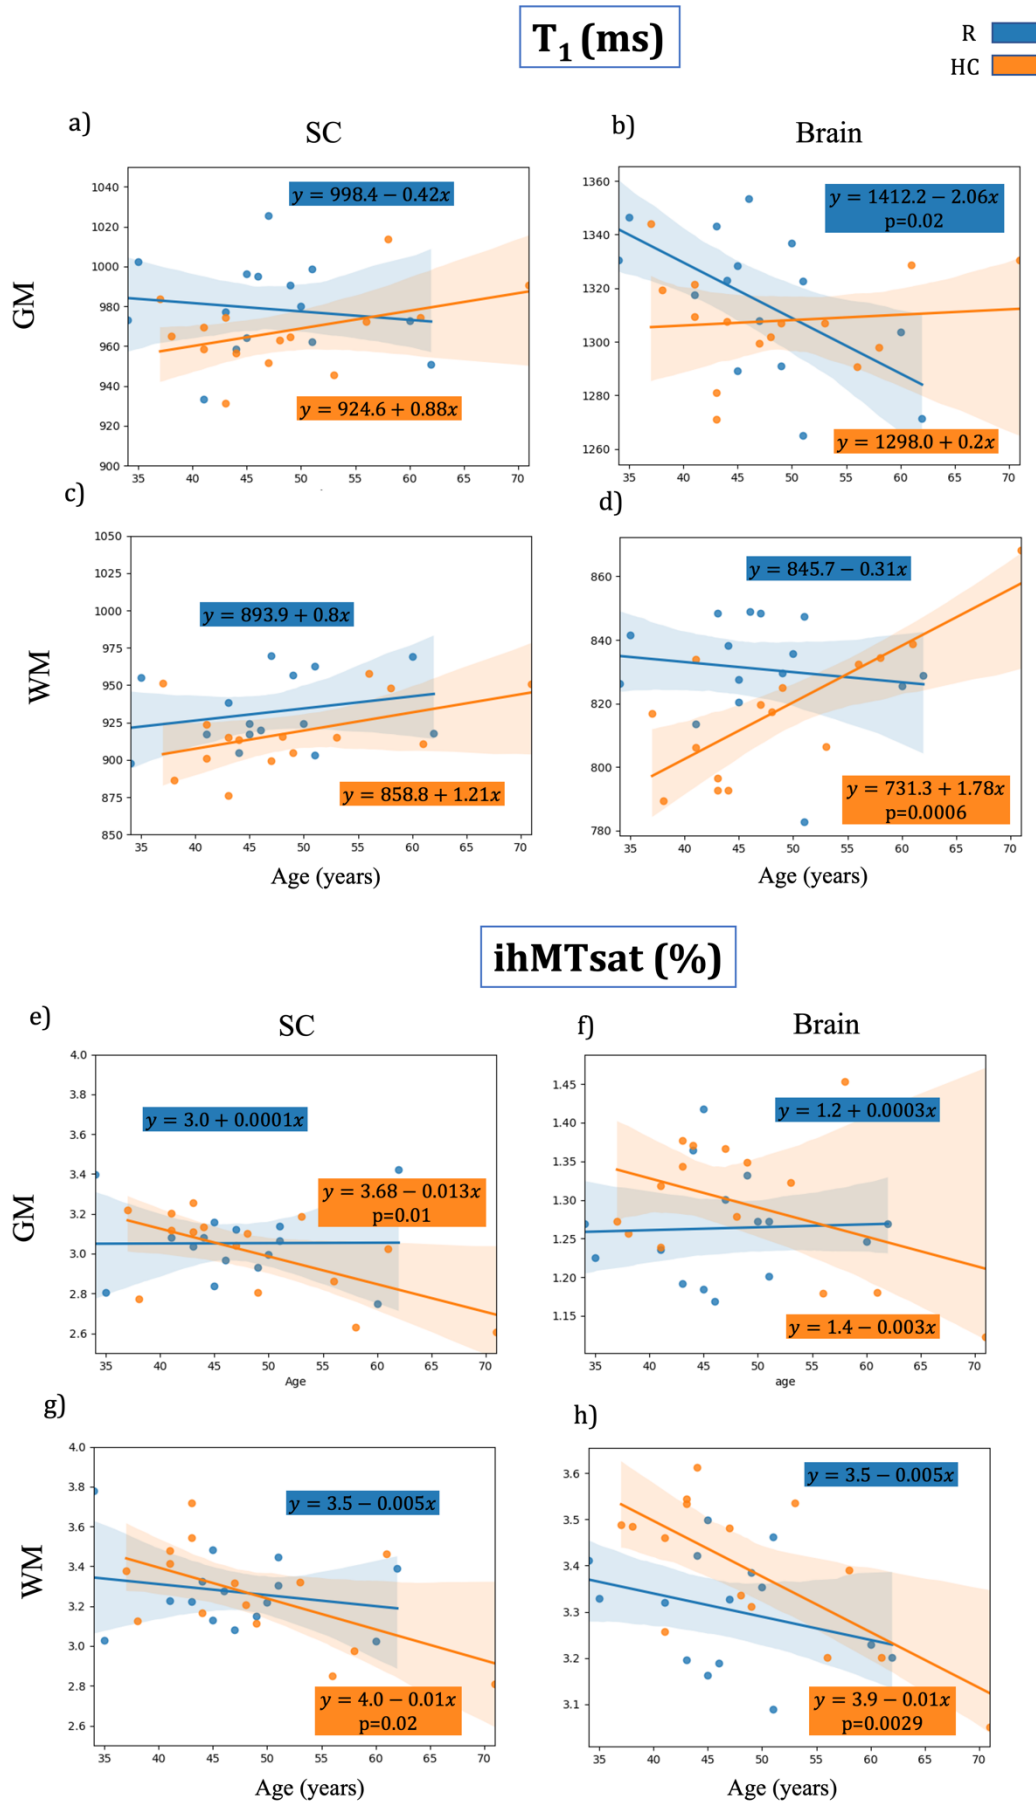 T₁ (ms)
R
HC
a)
SC
b)
Brain
GM
1040
1020
1000
980
960
940
920
900
y = 998.4 − 0.42x
y = 924.6 + 0.88x
35 40 45 50 55 60 65 70
1360
1340
1320
1300
1280
1260
y = 1412.2 − 2.06x
p=0.02
y = 1298.0 + 0.2x
35 40 45 50 55 60 65 70
c)
d)
WM
1050
1025
1000
975
950
925
900
875
850
y = 893.9 + 0.8x
y = 858.8 + 1.21x
35 40 45 50 55 60 65 70
Age (years)
860
840
820
800
780
y = 845.7 − 0.31x
y = 731.3 + 1.78x
p=0.0006
35 40 45 50 55 60 65 70
Age (years)
ihMTsat (%)
e)
SC
f)
Brain
GM
4.0
3.8
3.6
3.4
3.2
3.0
2.8
2.6
y = 3.0 + 0.0001x
y = 3.68 − 0.013x
p=0.01
35 40 45 50 55 60 65 70
Age
1.45
1.40
1.35
1.30
1.25
1.20
1.15
y = 1.2 + 0.0003x
y = 1.4 − 0.003x
35 40 45 50 55 60 65 70
age
g)
h)
WM
4.0
3.8
3.6
3.4
3.2
3.0
2.8
2.6
y = 3.5 − 0.005x
y = 4.0 − 0.01x
p=0.02
35 40 45 50 55 60 65 70
Age (years)
3.6
3.5
3.4
3.3
3.2
3.1
y = 3.5 − 0.005x
y = 3.9 − 0.01x
p=0.0029
35 40 45 50 55 60 65 70
Age (years)